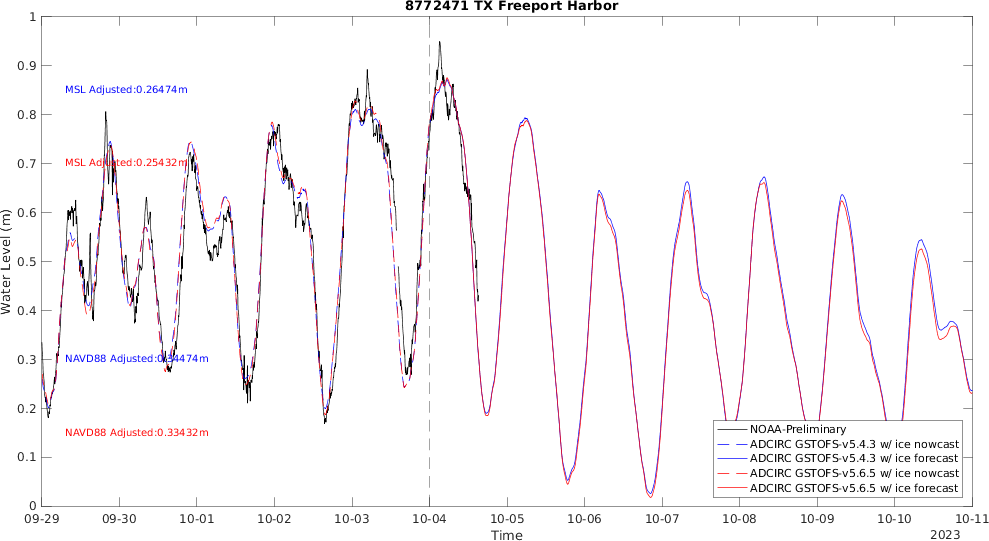 8772471 TX Freeport Harbor
1
0.9
0.8
0.7
0.6
0.5
0.4
0.3
0.2
0.1
0
Water Level (m)
MSL Adjusted:0.26474m
MSL Adjusted:0.25432m
NAVD88 Adjusted:0.34474m
NAVD88 Adjusted:0.33432m
NOAA-Preliminary
ADCIRC GSTOFS-v5.4.3 w/ ice nowcast
ADCIRC GSTOFS-v5.4.3 w/ ice forecast
ADCIRC GSTOFS-v5.6.5 w/ ice nowcast
ADCIRC GSTOFS-v5.6.5 w/ ice forecast
09-29 09-30 10-01 10-02 10-03 10-04 10-05 10-06 10-07 10-08 10-09 10-10 10-11
Time
2023